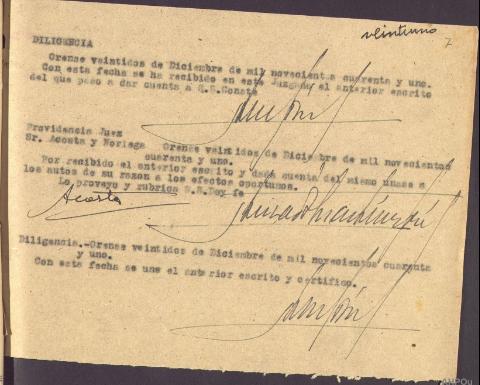 veintiuno 7
DILIGENCIA
Orense veintidos de Diciembre de mil novecientos cuarenta y uno.
Con esta fecha se ha recibido en este Juzgado el anterior escrito
del que paso a dar cuenta a S.S.Consta
Providencia Juez
Sr. Acosta y Noriega Orense veintidos de Diciembre de mil novecientos
cuarenta y uno.
Por recibido el anterior escrito y dada cuenta del mismo unase a
los autos de su razon a los efectos oportunos.
Lo proveyo y rubrica S.S.Doy fe
Acosta
Diligencia.-Orense veintidos de Diciembre de mil novecientos cuarenta
y uno.
Con esta fecha se une el anterior escrito y certifico.